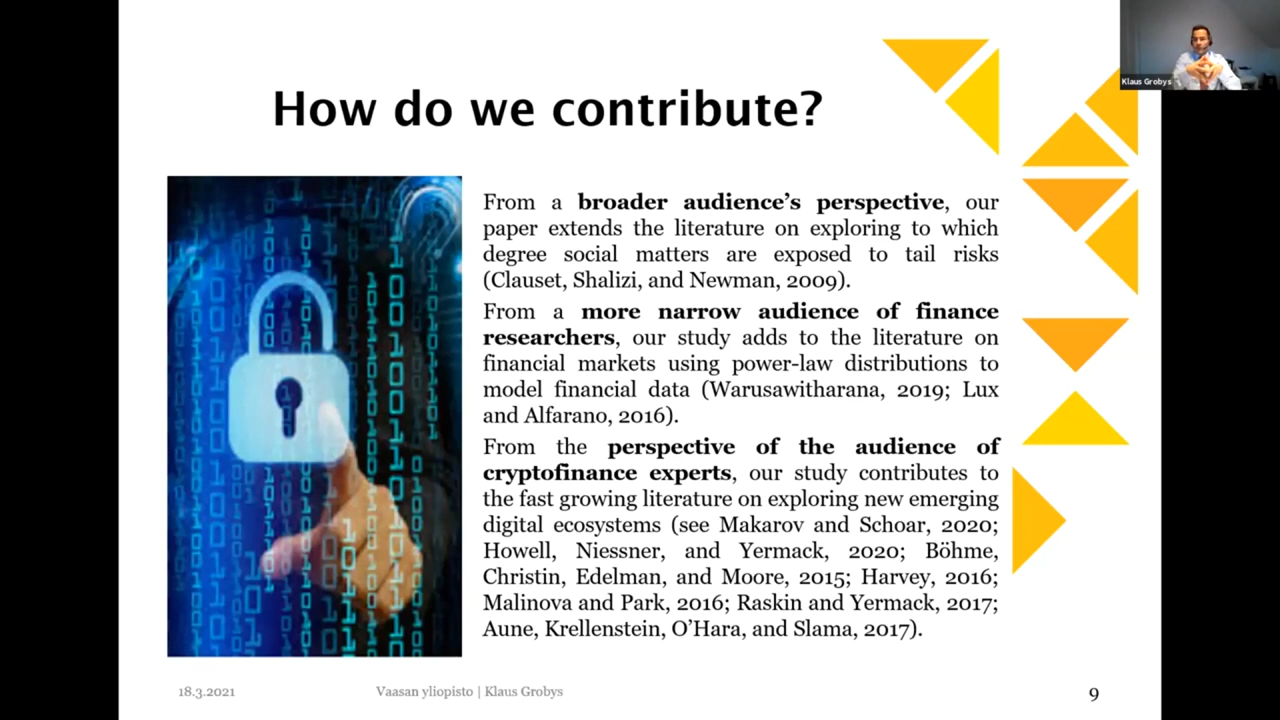 Klaus Grobys
How do we contribute?
From a broader audience's perspective, our
paper extends the literature on exploring to which
degree social matters are exposed to tail risks
(Clauset, Shalizi, and Newman, 2009).
From a more narrow audience of finance
researchers, our study adds to the literature on
financial markets using power-law distributions to
model financial data (Warusawitharana, 2019; Lux
and Alfarano, 2016).
From the perspective of the audience of
cryptofinance experts, our study contributes to
the fast growing literature on exploring new emerging
digital ecosystems (see Makarov and Schoar, 2020;
Howell, Niessner, and Yermack, 2020; Böhme,
Christin, Edelman, and Moore, 2015; Harvey, 2016;
Malinova and Park, 2016; Raskin and Yermack, 2017;
Aune, Krellenstein, O'Hara, and Slama, 2017).
18.3.2021
Vaasan yliopisto | Klaus Grobys
9